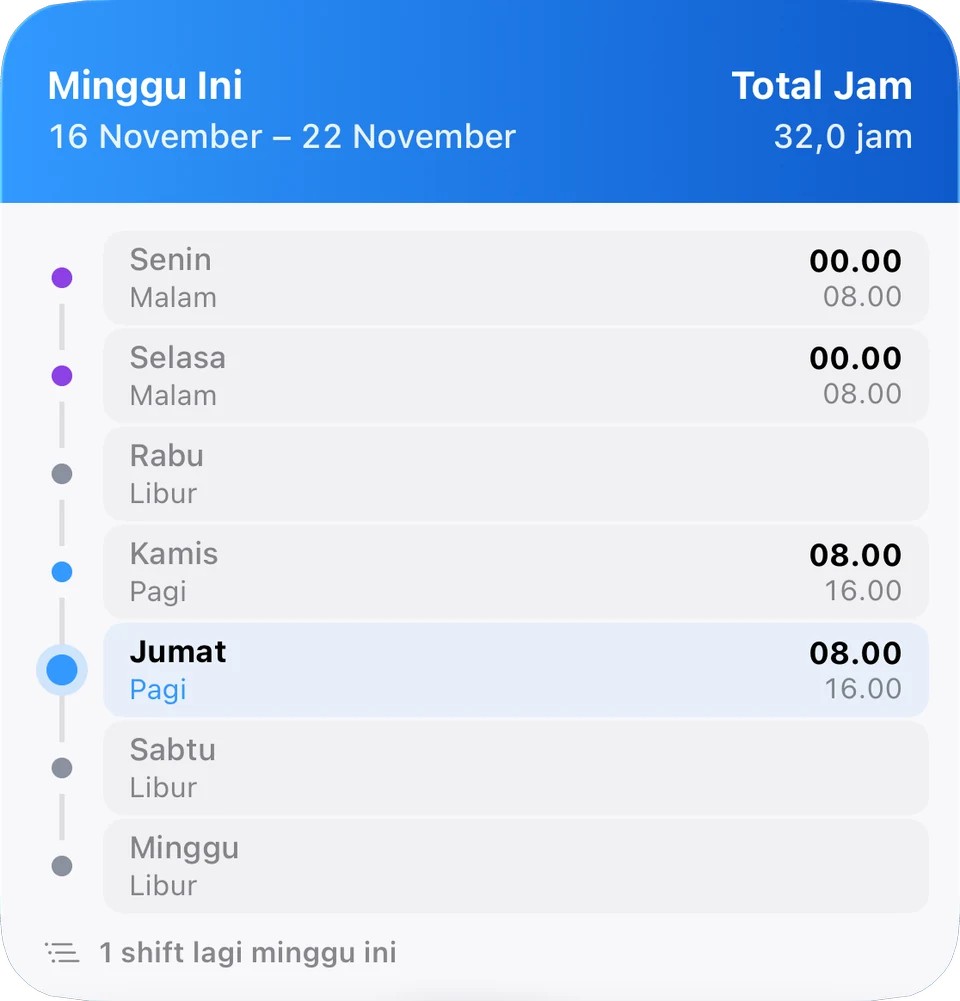 Minggu Ini
Total Jam
16 November – 22 November
32,0 jam
Senin
00.00
Malam
08.00
Selasa
00.00
Malam
08.00
Rabu
Libur
Kamis
08.00
Pagi
16.00
Jumat
08.00
Pagi
16.00
Sabtu
Libur
Minggu
Libur
1 shift lagi minggu ini